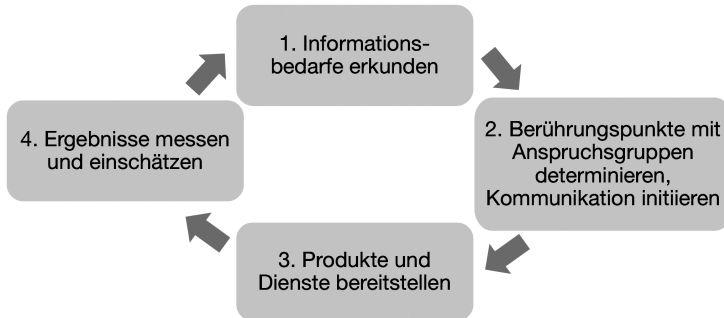 1. Informations-
bedarfe erkunden
2. Berührungspunkte mit
Anspruchsgruppen
determinieren,
Kommunikation initiieren
3. Produkte und
Dienste bereitstellen
4. Ergebnisse messen
und einschätzen